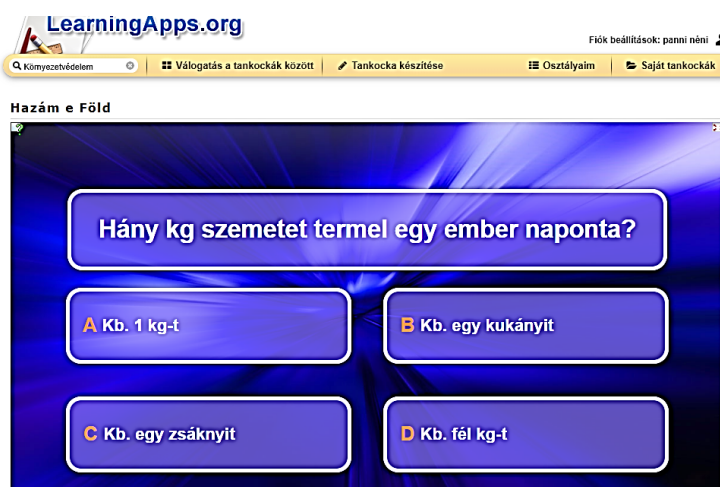 LearningApps.org
Fiók beállítások: panni néni
Környezetvédelem
Válogatás a tankockák között
Tankocka készítése
Osztályaim
Saját tankockák
Hazám e Föld
Hány kg szemetet termel egy ember naponta?
A Kb. 1 kg-t
B Kb. egy kukányit
C Kb. egy zsáknyit
D Kb. fél kg-t